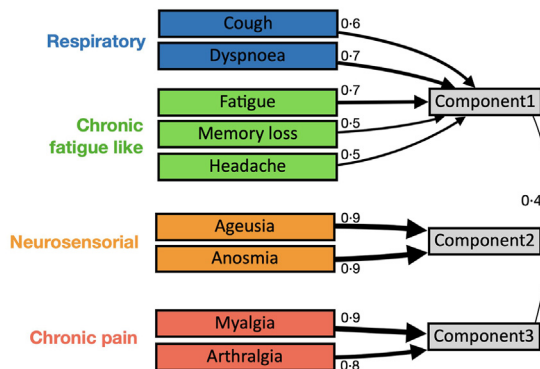 Respiratory
Cough
0·6
Dyspnoea
0·7
Chronic
fatigue like
Fatigue
0·7
Memory loss
0·5
Headache
0·5
Component1
0·4
Neurosensorial
Ageusia
0·9
Anosmia
0·9
Component2
Chronic pain
Myalgia
0·9
Arthralgia
0·8
Component3